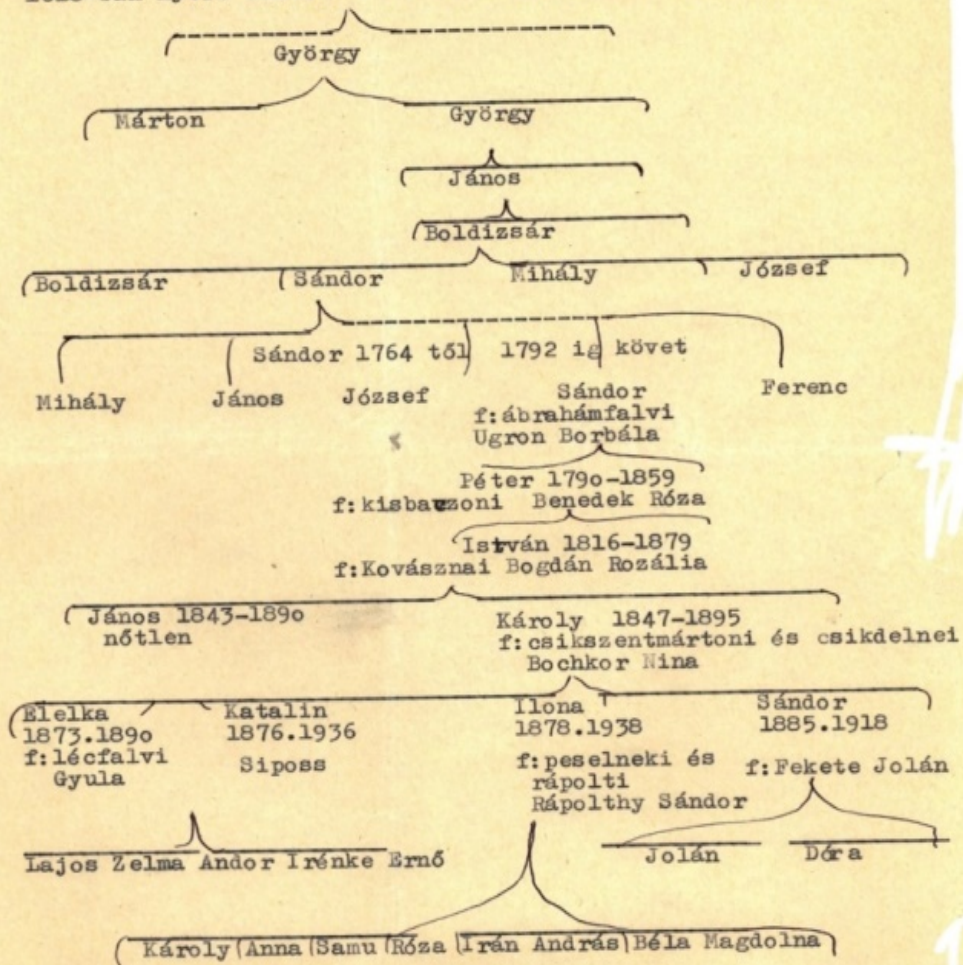 György
Márton György
János
Boldizsár
Boldizsár Sándor Mihály József
Sándor 1764 től 1792 ig követ
Mihály János József Sándor Ferenc
f:ábrahámfalvi
Ugron Borbála
Péter 179o-1859
f:kisbaczoni Benedek Róza
István 1816-1879
f:Kovásznai Bogdán Rozália
János 1843-189o Károly 1847-1895
nőtlen f:csikszentmártoni és csikdelnei
Bochkor Nina
Elelka Katalin Ilona Sándor
1873.189o 1876.1936 1878.1938 1885.1918
f:lécfalvi Siposs f:peselneki és f:Fekete Jolán
Gyula rápolti
Rápolthy Sándor
Lajos Zelma Andor Irénke Ernő Jolán Dóra
Károly Anna Samu Róza Irán András Béla Magdolna